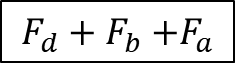 F_d + F_b + F_a